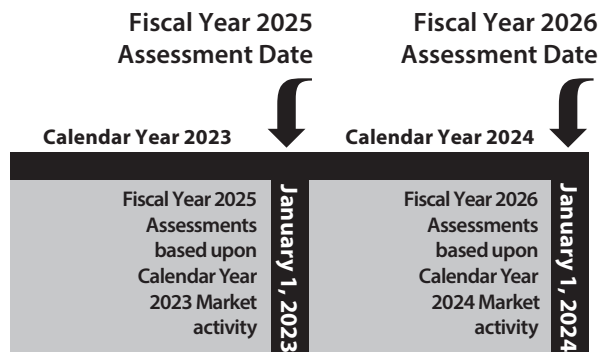 Fiscal Year 2025
Assessment Date
Fiscal Year 2026
Assessment Date
Calendar Year 2023
Calendar Year 2024
Fiscal Year 2025
Assessments
based upon
Calendar Year
2023 Market
activity
January 1, 2023
Fiscal Year 2026
Assessments
based upon
Calendar Year
2024 Market
activity
January 1, 2024